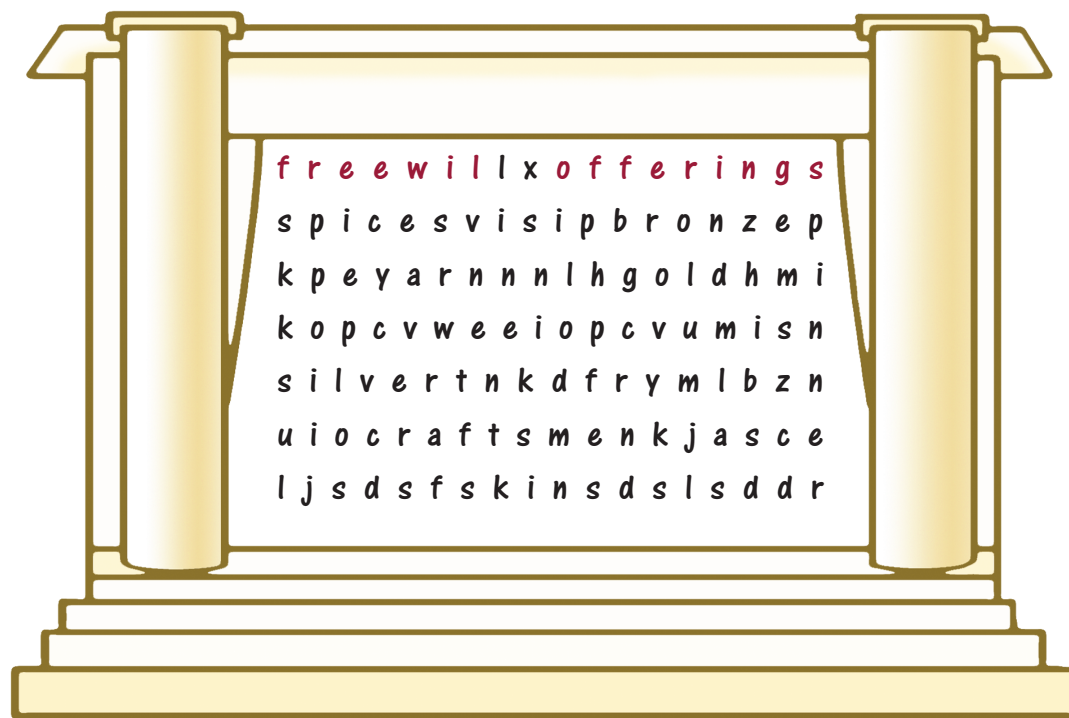 f r e e w i l l x o f f e r i n g s
s p i c e s v i s i p b r o n z e p
k p e y a r n n n l h g o l d h m i
k o p c v w e e i o p c v u m i s n
s i l v e r t n k d f r y m l b z n
u i o c r a f t s m e n k j a s c e
l j s d s f s k i n s d s l s d d r